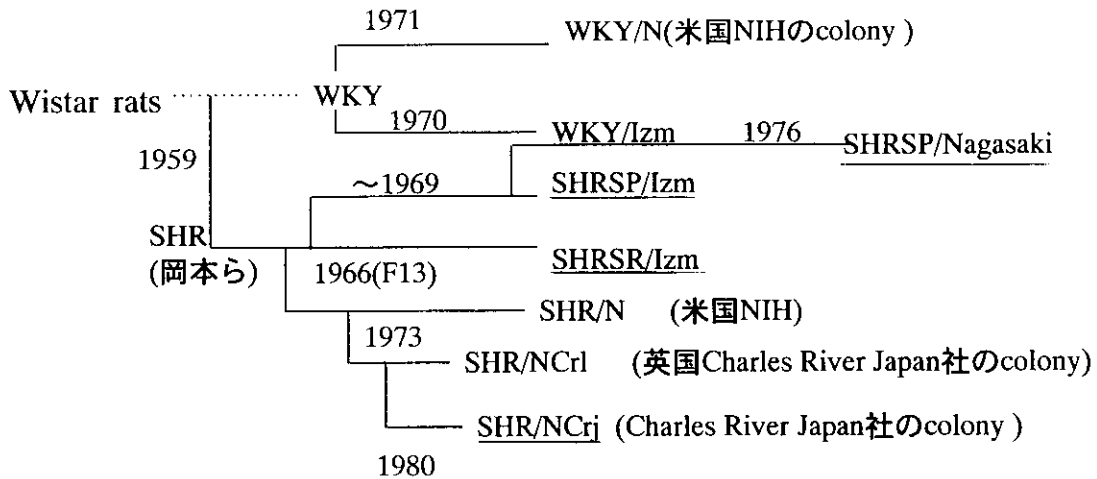 1971
WKY/N(米国NIHのcolony )
Wistar rats
WKY
1970
WKY/Izm
1976
SHRSP/Nagasaki
1959
〜1969
SHRSP/Izm
SHR
(岡本ら)
1966(F13)
SHRSR/Izm
SHR/N (米国NIH)
1973
SHR/NCrl (英国Charles River Japan社のcolony)
SHR/NCrj (Charles River Japan社のcolony )
1980